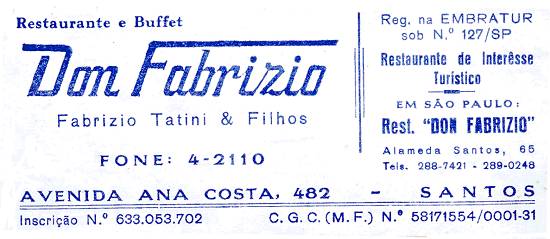 Restaurante e Buffet
Don Fabrizio
Fabrizio Tatini & Filhos
FONE: 4-2110
Reg. na EMBRATUR
sob N.º 127/SP
Restaurante de Interêsse
Turístico
EM SÃO PAULO:
Rest. "DON FABRIZIO"
Alameda Santos, 65
Tels. 288-7421 - 289-0248
AVENIDA ANA COSTA, 482 - SANTOS
Inscrição N.º 633.053.702 C.G.C.(M.F.) N.º 58171554/0001-31